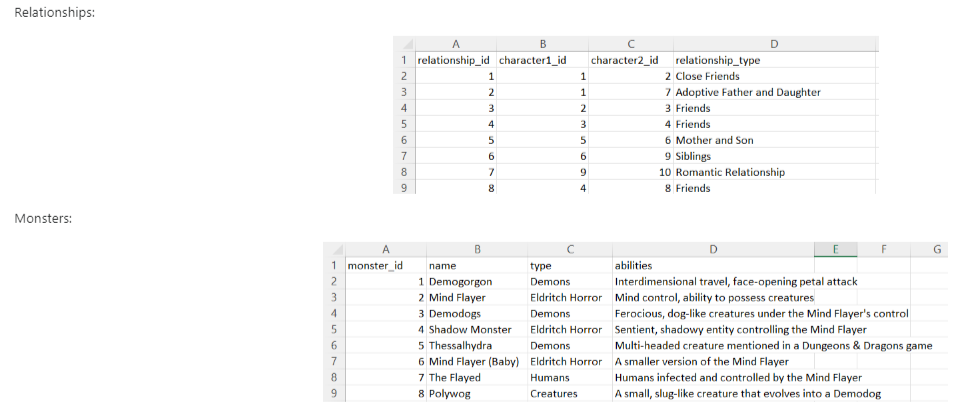 Relationships:
A B C D
1 relationship_id character1_id character2_id relationship_type
2 1 1 2 Close Friends
3 2 1 7 Adoptive Father and Daughter
4 3 2 3 Friends
5 4 3 4 Friends
6 5 5 6 Mother and Son
7 6 6 9 Siblings
8 7 9 10 Romantic Relationship
9 8 4 8 Friends
Monsters:
A B C D E F G
1 monster_id name type abilities
2 1 Demogorgon Demons Interdimensional travel, face-opening petal attack
3 2 Mind Flayer Eldritch Horror Mind control, ability to possess creatures
4 3 Demodogs Demons Ferocious, dog-like creatures under the Mind Flayer's control
5 4 Shadow Monster Eldritch Horror Sentient, shadowy entity controlling the Mind Flayer
6 5 Thessalhydra Demons Multi-headed creature mentioned in a Dungeons & Dragons game
7 6 Mind Flayer (Baby) Eldritch Horror A smaller version of the Mind Flayer
8 7 The Flayed Humans Humans infected and controlled by the Mind Flayer
9 8 Polywog Creatures A small, slug-like creature that evolves into a Demodog